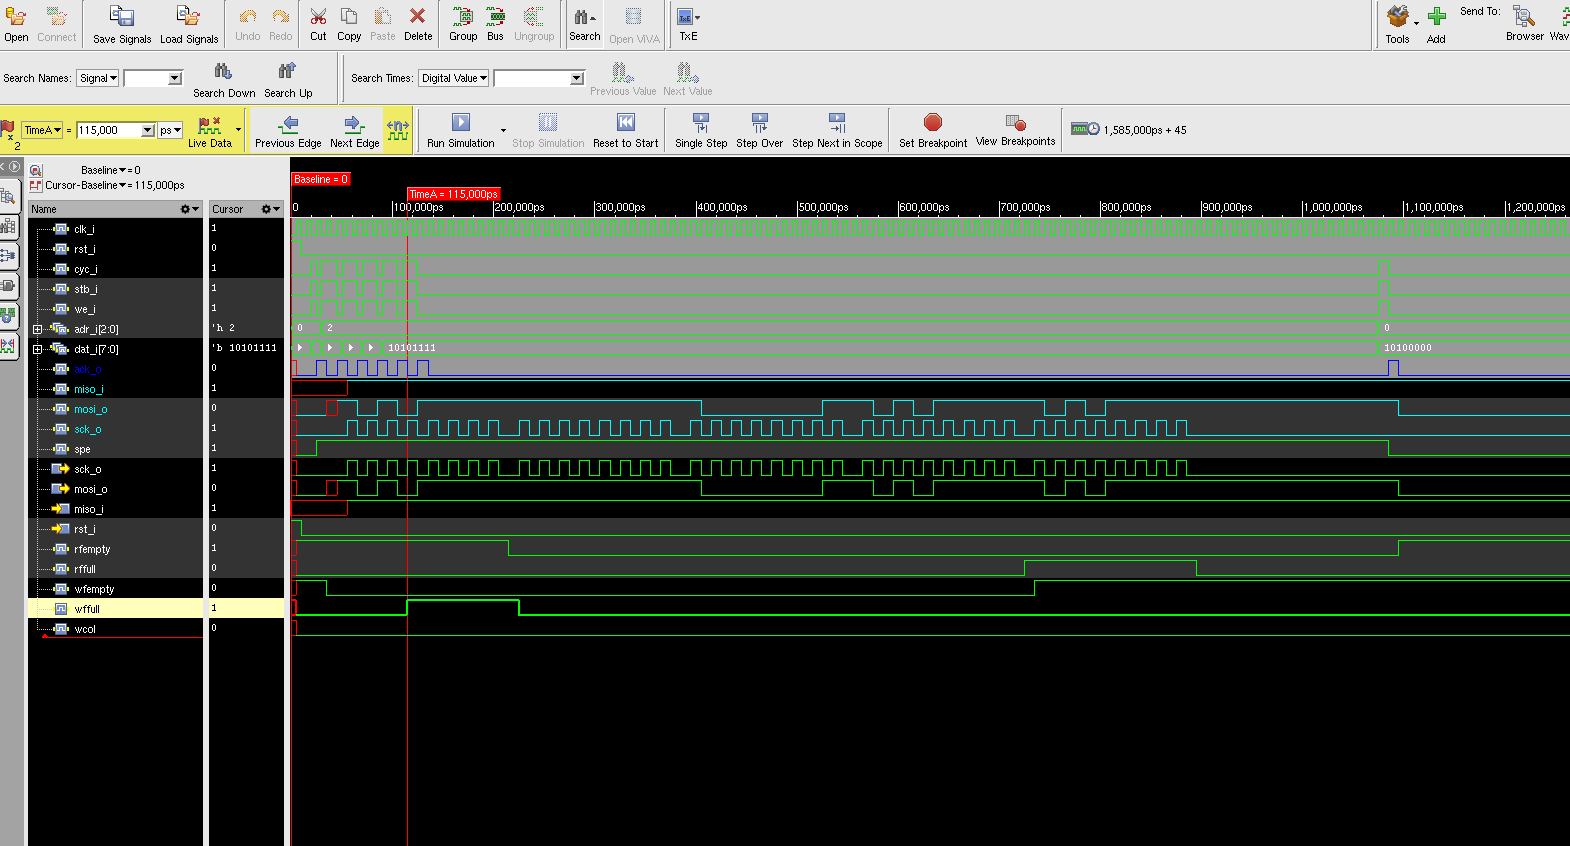 Open Connect Save Signals Load Signals Undo Redo Cut Copy Paste Delete Group Bus Ungroup Search Open ViVA TxE Tools Add Send To: Browser Wav
Search Names: Signal Search Down Search Up Search Times: Digital Value Previous Value Next Value
2 TimeA = 115,000 ps Live Data Previous Edge Next Edge Run Simulation Stop Simulation Reset to Start Single Step Step Over Step Next in Scope Set Breakpoint View Breakpoints 1,585,000ps + 45
Baseline = 0
Cursor-Baseline = 115,000ps
Baseline = 0
TimeA = 115,000ps
Name Cursor 0 100,000ps 200,000ps 300,000ps 400,000ps 500,000ps 600,000ps 700,000ps 800,000ps 900,000ps 1,000,000ps 1,100,000ps 1,200,000ps
clk_i 1
rst_i 0
cyc_i 1
stb_i 1
we_i 1
adr_i[2:0] 'h 2 0 2 0
dat_i[7:0] 'b 10101111 10101111 10100000
ack_o 0
miso_i 1
mosi_o 0
sck_o 1
spe 1
sck_o 1
mosi_o 0
miso_i 1
rst_i 0
rfempty 1
rffull 0
wfempty 0
wffull 1
wcol 0